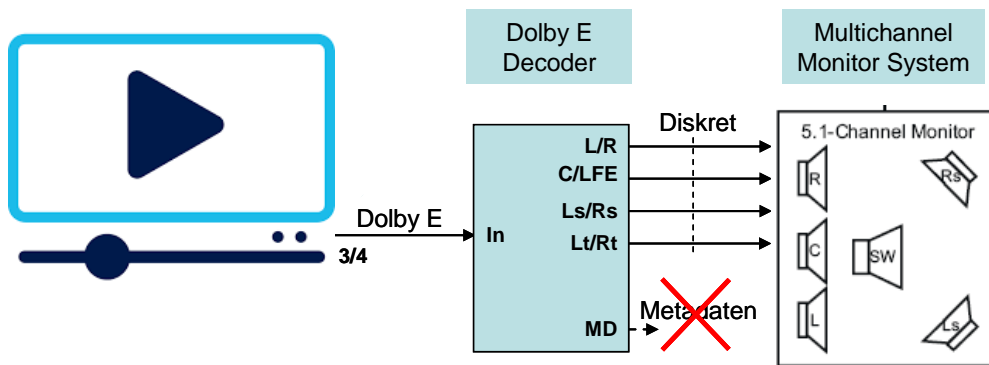 Dolby E
Decoder
Multichannel
Monitor System
Dolby E
3/4
In
L/R
C/LFE
Ls/Rs
Lt/Rt
MD
Diskret
Metadaten
5.1-Channel Monitor
R
Rs
C
SW
L
Ls